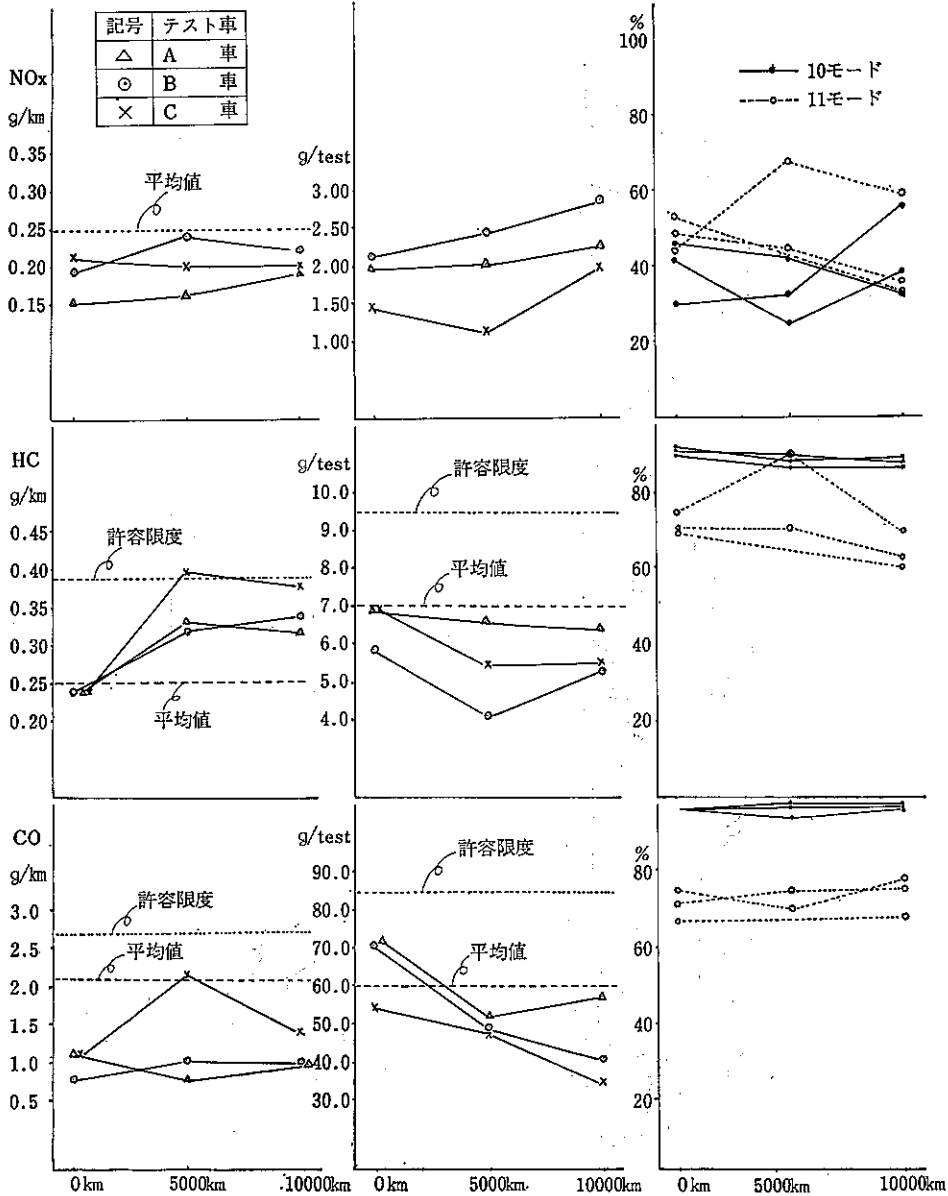 記号 テスト車
△ A 車
⊙ B 車
× C 車
NOx
g/km
0.35
0.30
0.25
0.20
0.15
平均値
g/test
3.00
2.50
2.00
1.50
1.00
%
100
80
60
40
20
10モード
11モード
HC
g/km
0.45
0.40
0.35
0.30
0.25
0.20
許容限度
平均値
g/test
10.0
9.0
8.0
7.0
6.0
5.0
4.0
許容限度
平均値
%
80
60
40
20
CO
g/km
3.0
2.5
2.0
1.5
1.0
0.5
許容限度
平均値
g/test
90.0
80.0
70.0
60.0
50.0
40.0
30.0
許容限度
平均値
%
80
60
40
20
0km 5000km 10000km
0km 5000km 10000km
0km 5000km 10000km